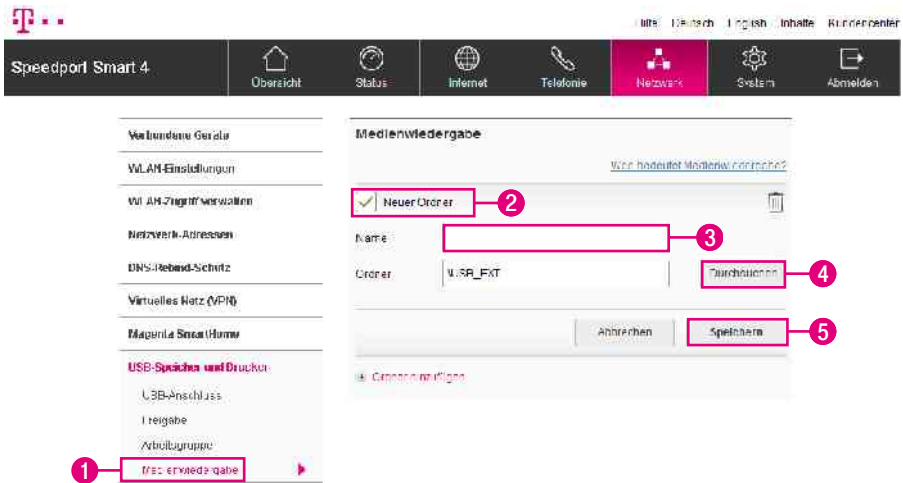 T
Hilfe Deutsch English Inhalte Kundencenter
Speedport Smart 4
Übersicht
Status
Internet
Telefonie
Netzwerk
System
Abmelden
Verbundene Geräte
WLAN-Einstellungen
WLAN-Zugriff verwalten
Netzwerk-Adressen
DNS-Rebind-Schutz
Virtuelles Netz (VPN)
Magenta SmartHome
USB-Speicher und Drucker
USB-Anschluss
Freigabe
Arbeitsgruppe
1 Medienwiedergabe
Medienwiedergabe
Was bedeutet Medienwiedergabe?
Neuer Ordner 2
Name 3
Ordner Durchsuchen 4
Abbrechen Speichern 5
Ordner hinzufügen